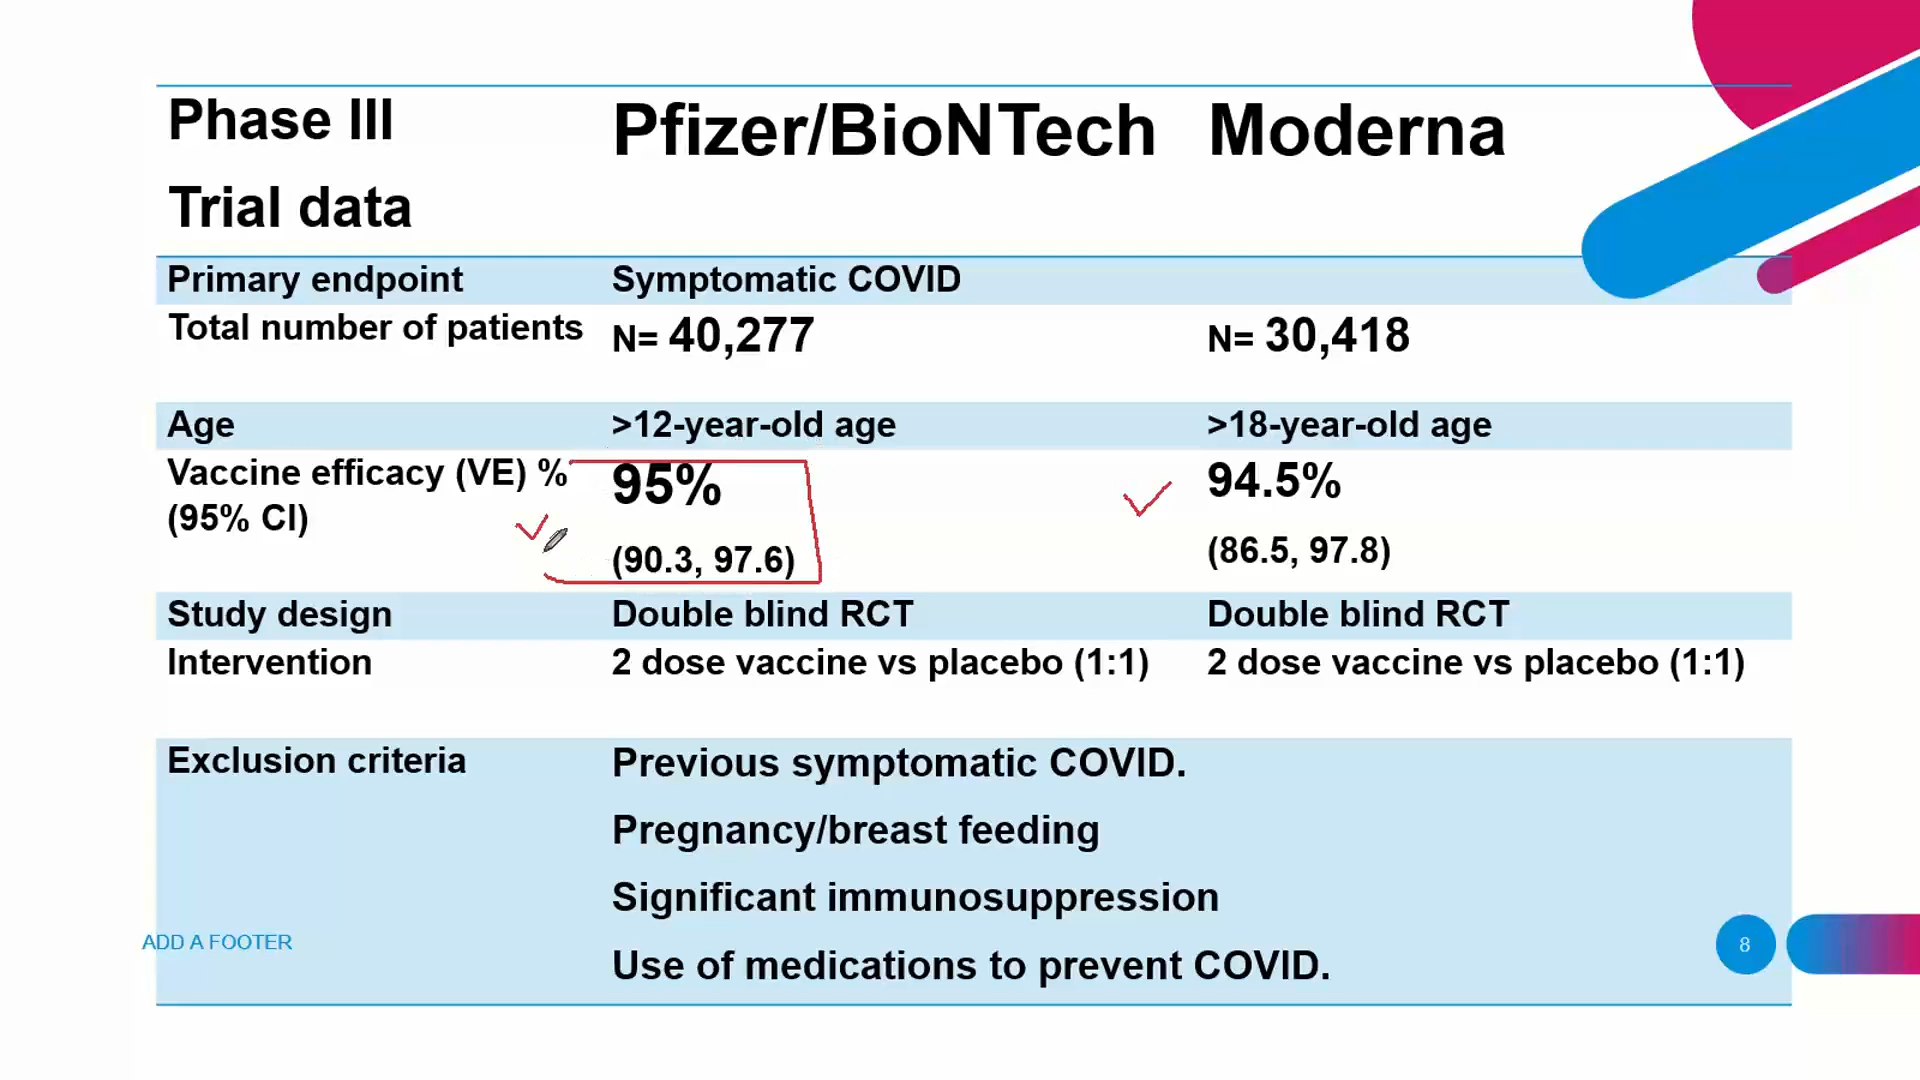 Phase III
Trial data
Pfizer/BioNTech
Moderna
Primary endpoint
Symptomatic COVID
Total number of patients
N= 40,277
N= 30,418
Age
>12-year-old age
>18-year-old age
Vaccine efficacy (VE) %
(95% CI)
95%
(90.3, 97.6)
94.5%
(86.5, 97.8)
Study design
Double blind RCT
Double blind RCT
Intervention
2 dose vaccine vs placebo (1:1)
2 dose vaccine vs placebo (1:1)
Exclusion criteria
Previous symptomatic COVID.
Pregnancy/breast feeding
Significant immunosuppression
Use of medications to prevent COVID.
ADD A FOOTER
8